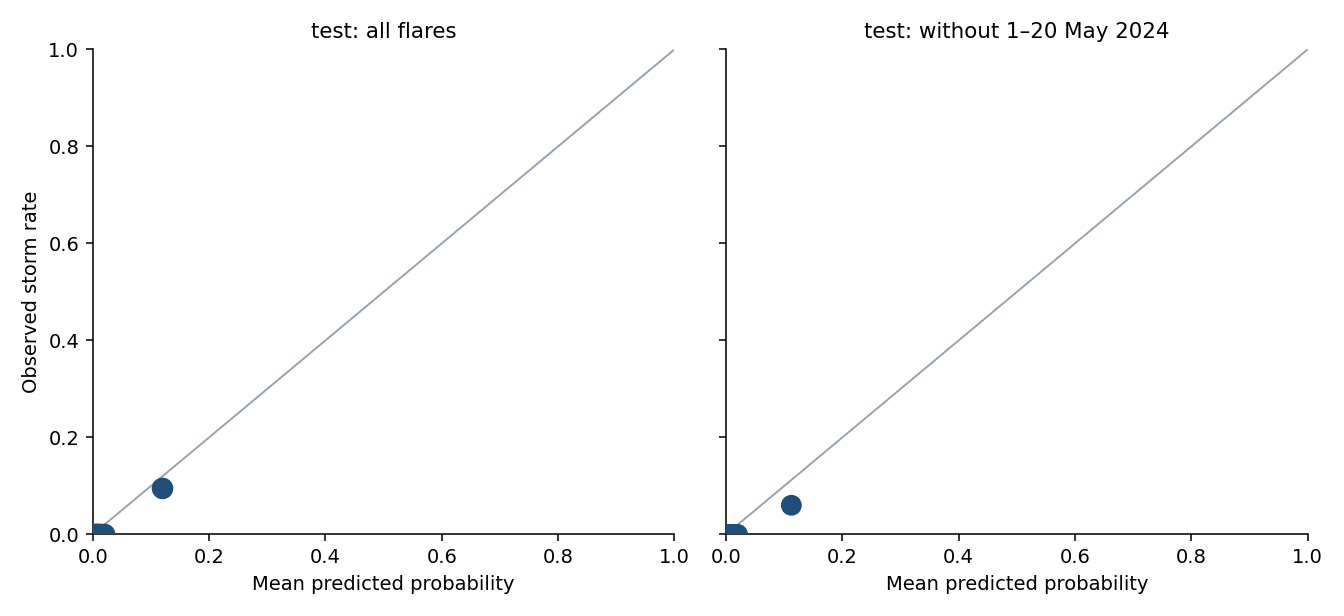 test: all flares
test: without 1–20 May 2024
1.0
0.8
0.6
0.4
0.2
0.0
Observed storm rate
0.0 0.2 0.4 0.6 0.8 1.0
0.0 0.2 0.4 0.6 0.8 1.0
Mean predicted probability
Mean predicted probability